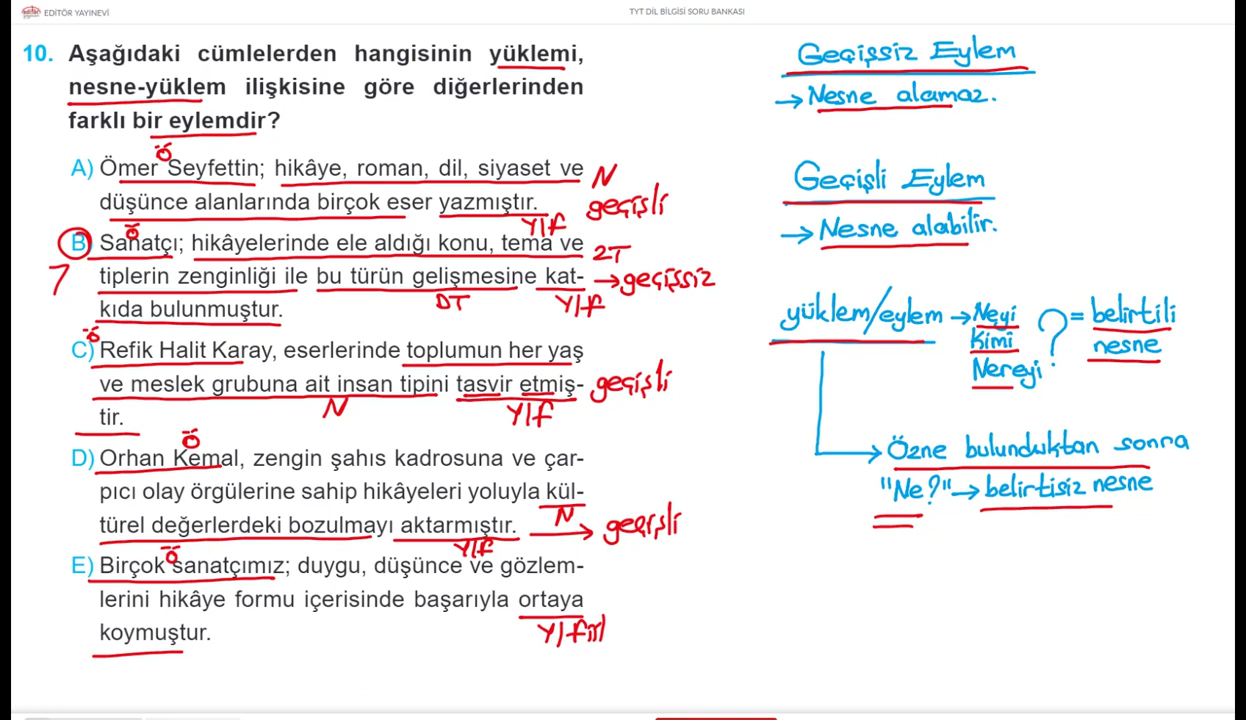 EDİTÖR YAYINEVİ
TYT DİL BİLGİSİ SORU BANKASI
10. Aşağıdaki cümlelerden hangisinin yüklemi,
nesne-yüklem ilişkisine göre diğerlerinden
farklı bir eylemdir?
Ö
A) Ömer Seyfettin; hikâye, roman, dil, siyaset ve N
düşünce alanlarında birçok eser yazmıştır. geçişli
Ö Y/f
B) Sanatçı; hikâyelerinde ele aldığı konu, tema ve ZT
7 tiplerin zenginliği ile bu türün gelişmesine kat- → geçişsiz
DT Y/f
kıda bulunmuştur.
Ö
C) Refik Halit Karay, eserlerinde toplumun her yaş
ve meslek grubuna ait insan tipini tasvir etmiş- geçişli
N Y/f
tir.
Ö
D) Orhan Kemal, zengin şahıs kadrosuna ve çar-
pıcı olay örgülerine sahip hikâyeleri yoluyla kül-
N
türel değerlerdeki bozulmayı aktarmıştır. → geçişli
Ö Y/f
E) Birçok sanatçımız; duygu, düşünce ve gözlem-
lerini hikâye formu içerisinde başarıyla ortaya
koymuştur.
Geçişsiz Eylem
→ Nesne alamaz.
Geçişli Eylem
→ Nesne alabilir.
yüklem/eylem → Neyi ? = belirtili
Kimi nesne
Nereyi
→ Özne bulunduktan sonra
"Ne?" → belirtisiz nesne